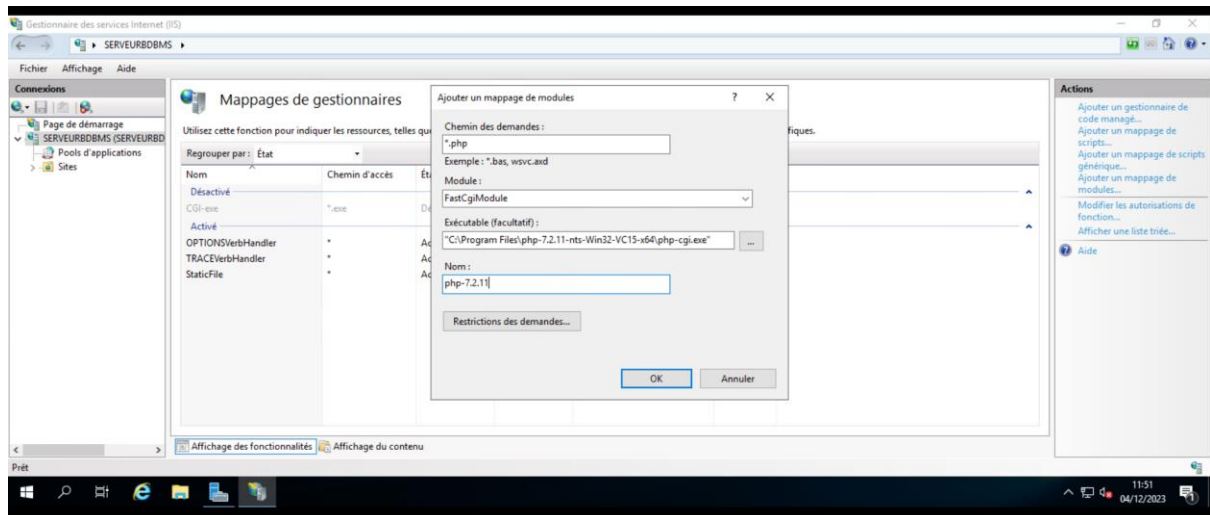 Gestionnaire des services Internet (IIS)
SERVEURBDBMS
Fichier Affichage Aide
Connexions
Page de démarrage
SERVEURBDBMS (SERVEURBD
Pools d'applications
Sites
Mappages de gestionnaires
Utilisez cette fonction pour indiquer les ressources, telles qu
fiques.
Regrouper par : État
Nom Chemin d'accès Ét
Désactivé
CGI-exe *.exe Dé
Activé
OPTIONSVerbHandler * Ac
TRACEVerbHandler * Ac
StaticFile * Ac
Ajouter un mappage de modules ? X
Chemin des demandes :
*.php
Exemple : *.bas, wsvc.axd
Module :
FastCgiModule
Exécutable (facultatif) :
"C:\Program Files\php-7.2.11-nts-Win32-VC15-x64\php-cgi.exe" ...
Nom :
php-7.2.11
Restrictions des demandes...
OK Annuler
Actions
Ajouter un gestionnaire de
code managé...
Ajouter un mappage de
scripts...
Ajouter un mappage de scripts
générique...
Ajouter un mappage de
modules...
Modifier les autorisations de
fonction...
Afficher une liste triée...
Aide
Affichage des fonctionnalités Affichage du contenu
Prêt
11:51
04/12/2023